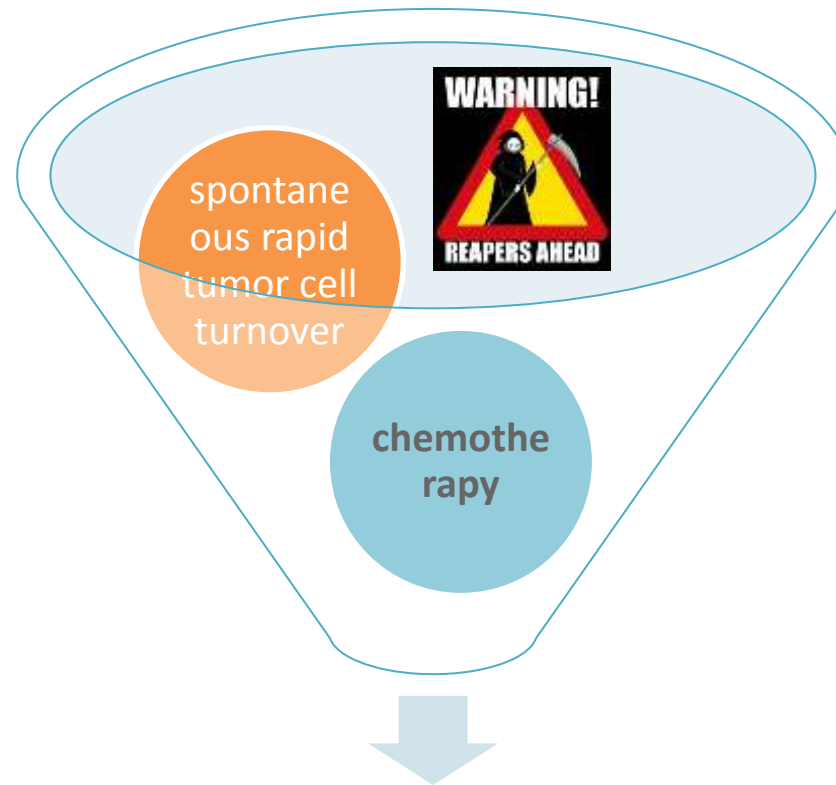 WARNING!
REAPERS AHEAD
spontane
ous rapid
tumor cell
turnover
chemothe
rapy